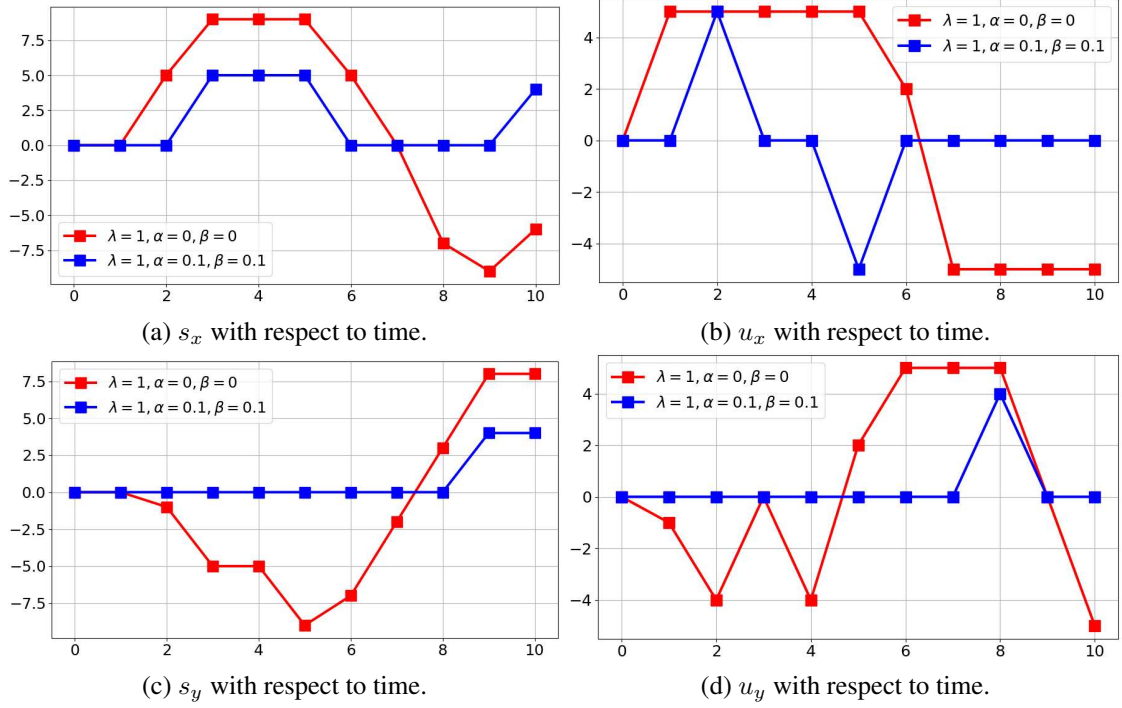 7.5
5.0
2.5
0.0
−2.5
−5.0
−7.5
λ = 1, α = 0, β = 0
λ = 1, α = 0.1, β = 0.1
0 2 4 6 8 10
(a) s_x with respect to time.
4
2
0
−2
−4
λ = 1, α = 0, β = 0
λ = 1, α = 0.1, β = 0.1
0 2 4 6 8 10
(b) u_x with respect to time.
7.5
5.0
2.5
0.0
−2.5
−5.0
−7.5
λ = 1, α = 0, β = 0
λ = 1, α = 0.1, β = 0.1
0 2 4 6 8 10
(c) s_y with respect to time.
4
2
0
−2
−4
λ = 1, α = 0, β = 0
λ = 1, α = 0.1, β = 0.1
0 2 4 6 8 10
(d) u_y with respect to time.